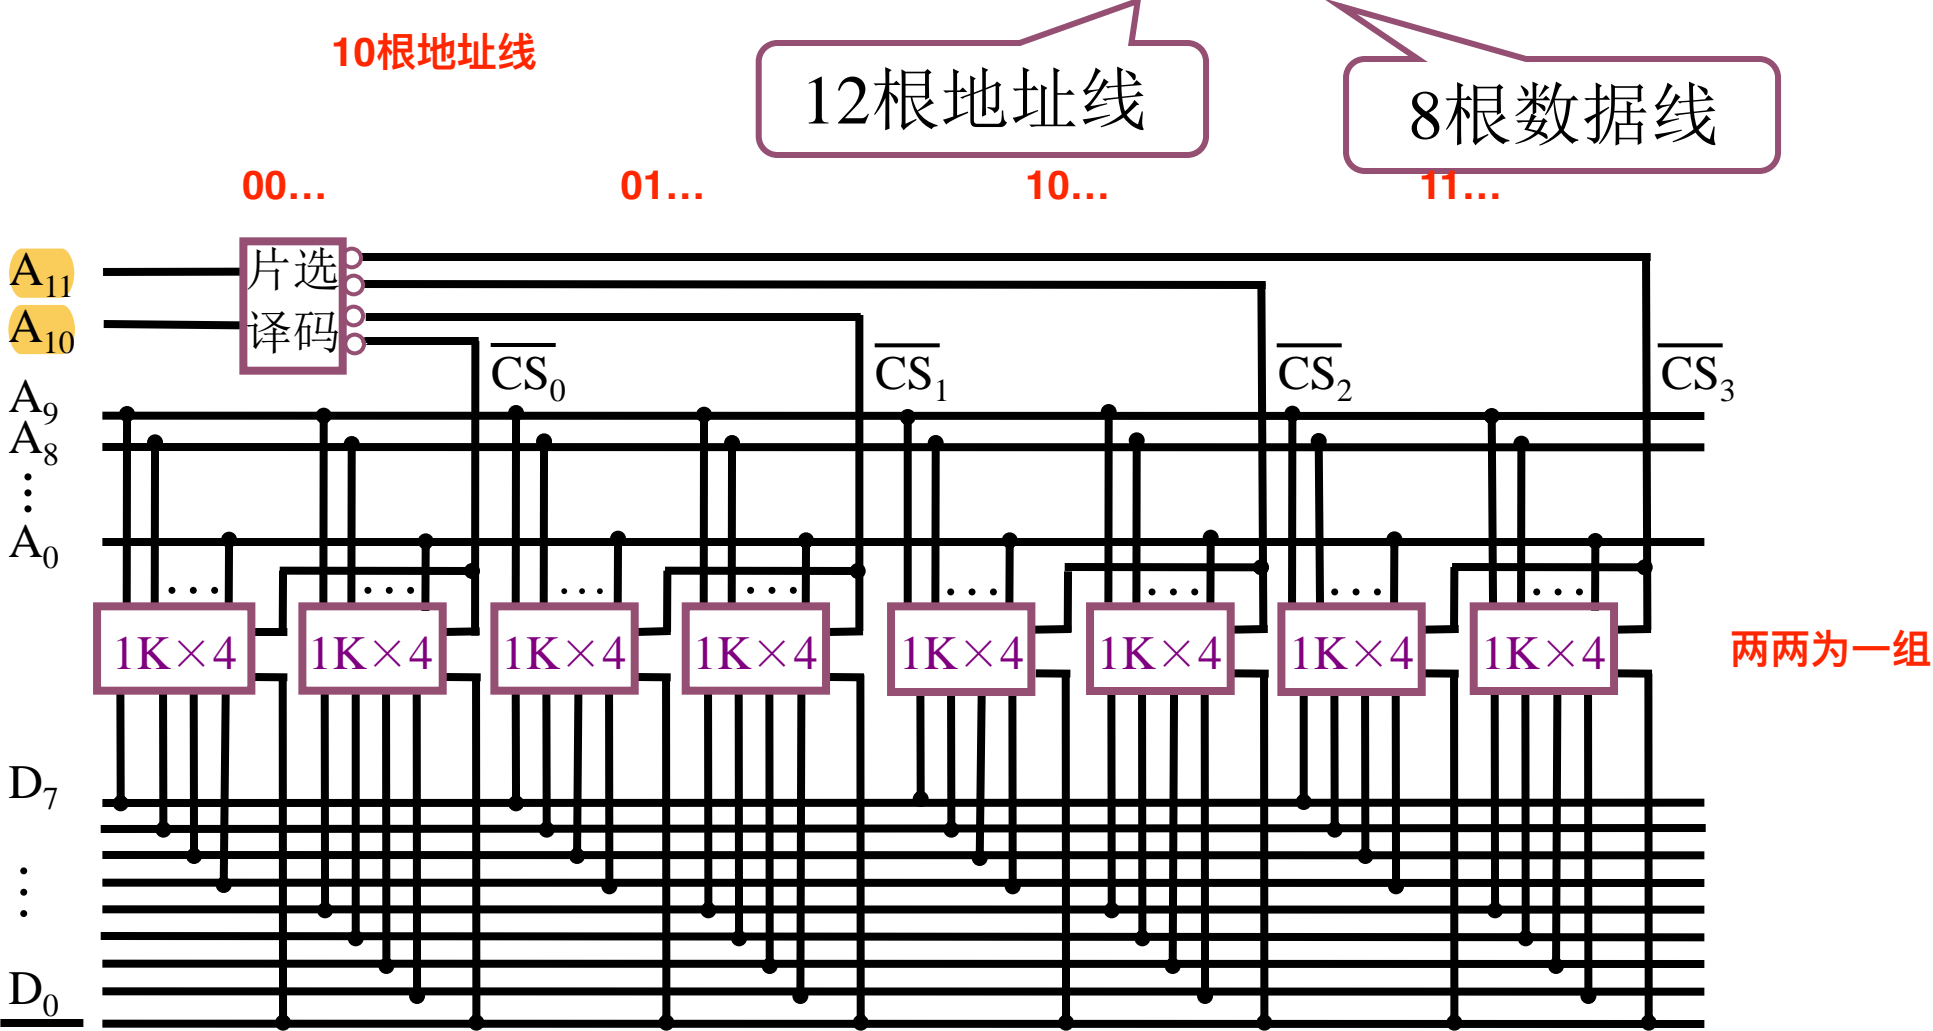 10根地址线
12根地址线
8根数据线
00…
01…
10…
11…
A11
片选
A10
译码
CS0
CS1
CS2
CS3
A9
A8
⋮
A0
…
…
…
…
…
…
…
…
1K×4
1K×4
1K×4
1K×4
1K×4
1K×4
1K×4
1K×4
两两为一组
D7
⋮
D0